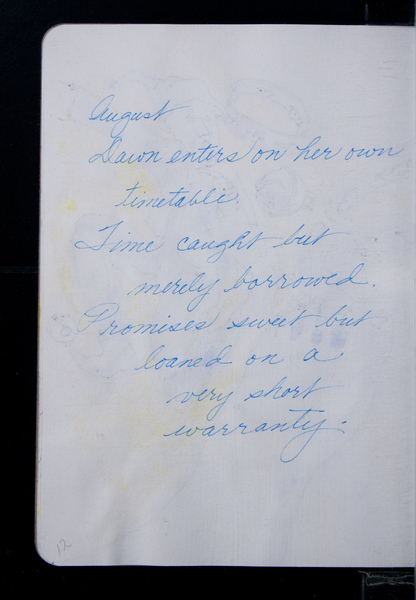 August
Dawn enters on her own
timetable.
Time caught but
merely borrowed.
Promises sweet but
loaned on a
very short
warranty.
12